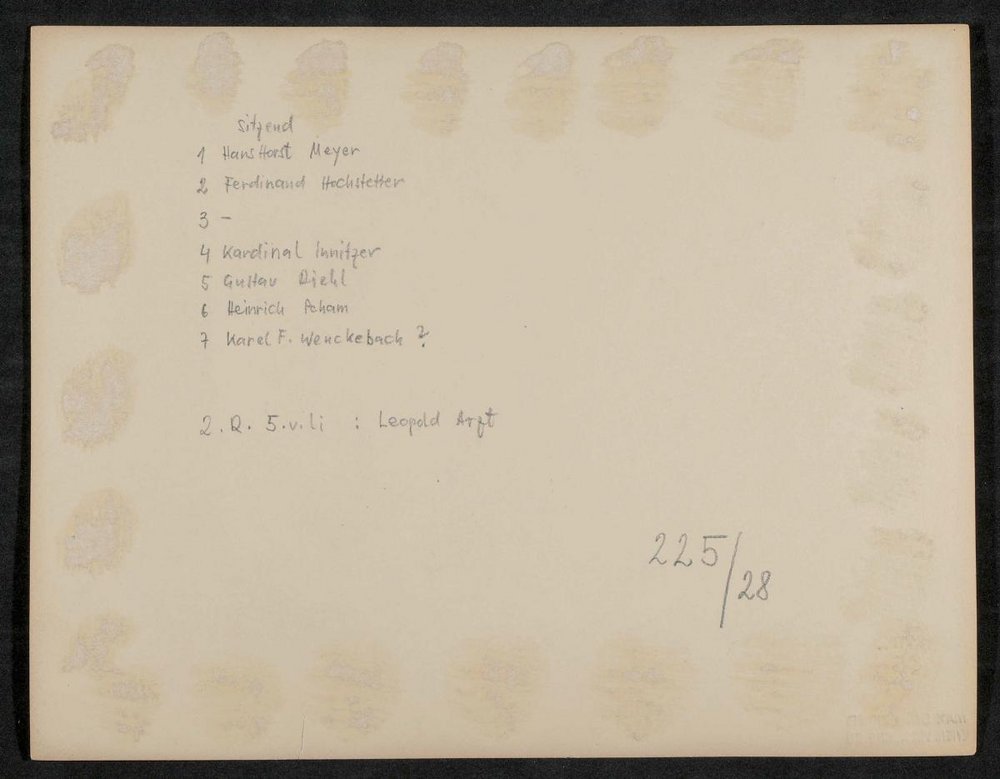 sitzend
1 Hans Horst Meyer
2 Ferdinand Hochstetter
3 -
4 Kardinal Innitzer
5 Gustav Riehl
6 Heinrich Peham
7 Karel F. Wenckebach ?
2. R. 5. v. li : Leopold Arzt
225/28